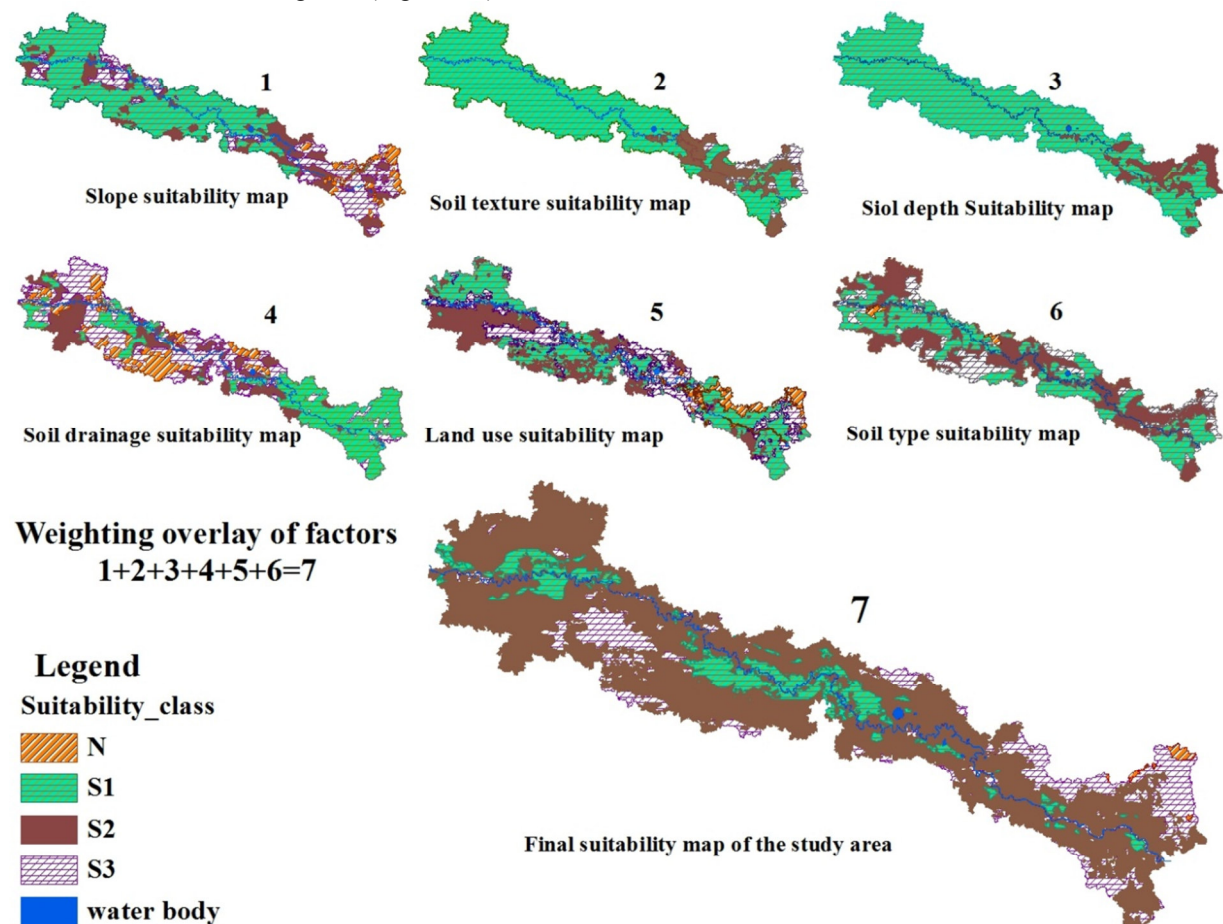 1
2
3
Slope suitability map
Soil texture suitability map
Siol depth Suitability map
4
5
6
Soil drainage suitability map
Land use suitability map
Soil type suitability map
Weighting overlay of factors
1+2+3+4+5+6=7
7
Legend
Suitability_class
N
S1
S2
S3
water body
Final suitability map of the study area